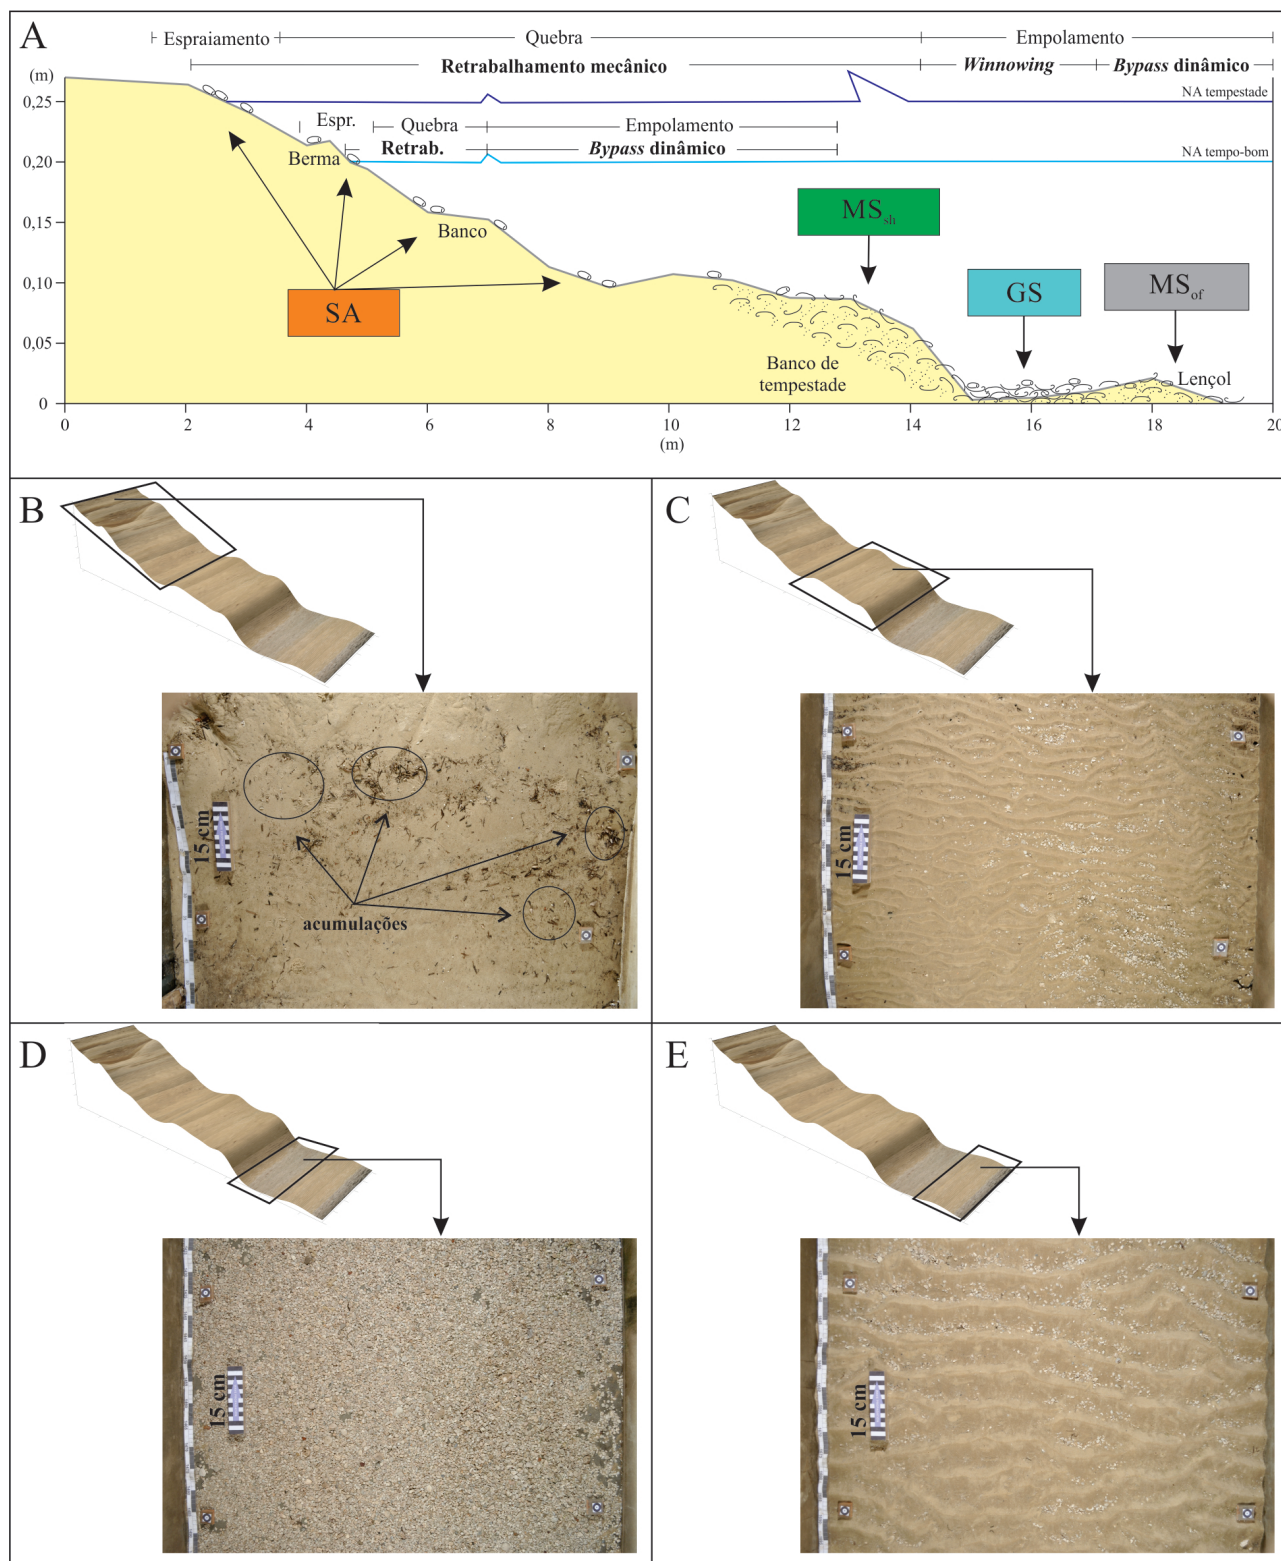 A
Espraiamento
Quebra
Empolamento
Retrabalhamento mecânico
Winnowing
Bypass dinâmico
(m)
NA tempestade
0,25
Espr.
Quebra
Empolamento
Berma
Retrab.
Bypass dinâmico
NA tempo-bom
0,20
MSsh
0,15
Banco
GS
MSof
0,10
SA
0,05
Banco de
tempestade
Lençol
0
0 2 4 6 8 10 12 14 16 18 20
(m)
B
15 cm
acumulações
C
15 cm
D
15 cm
E
15 cm